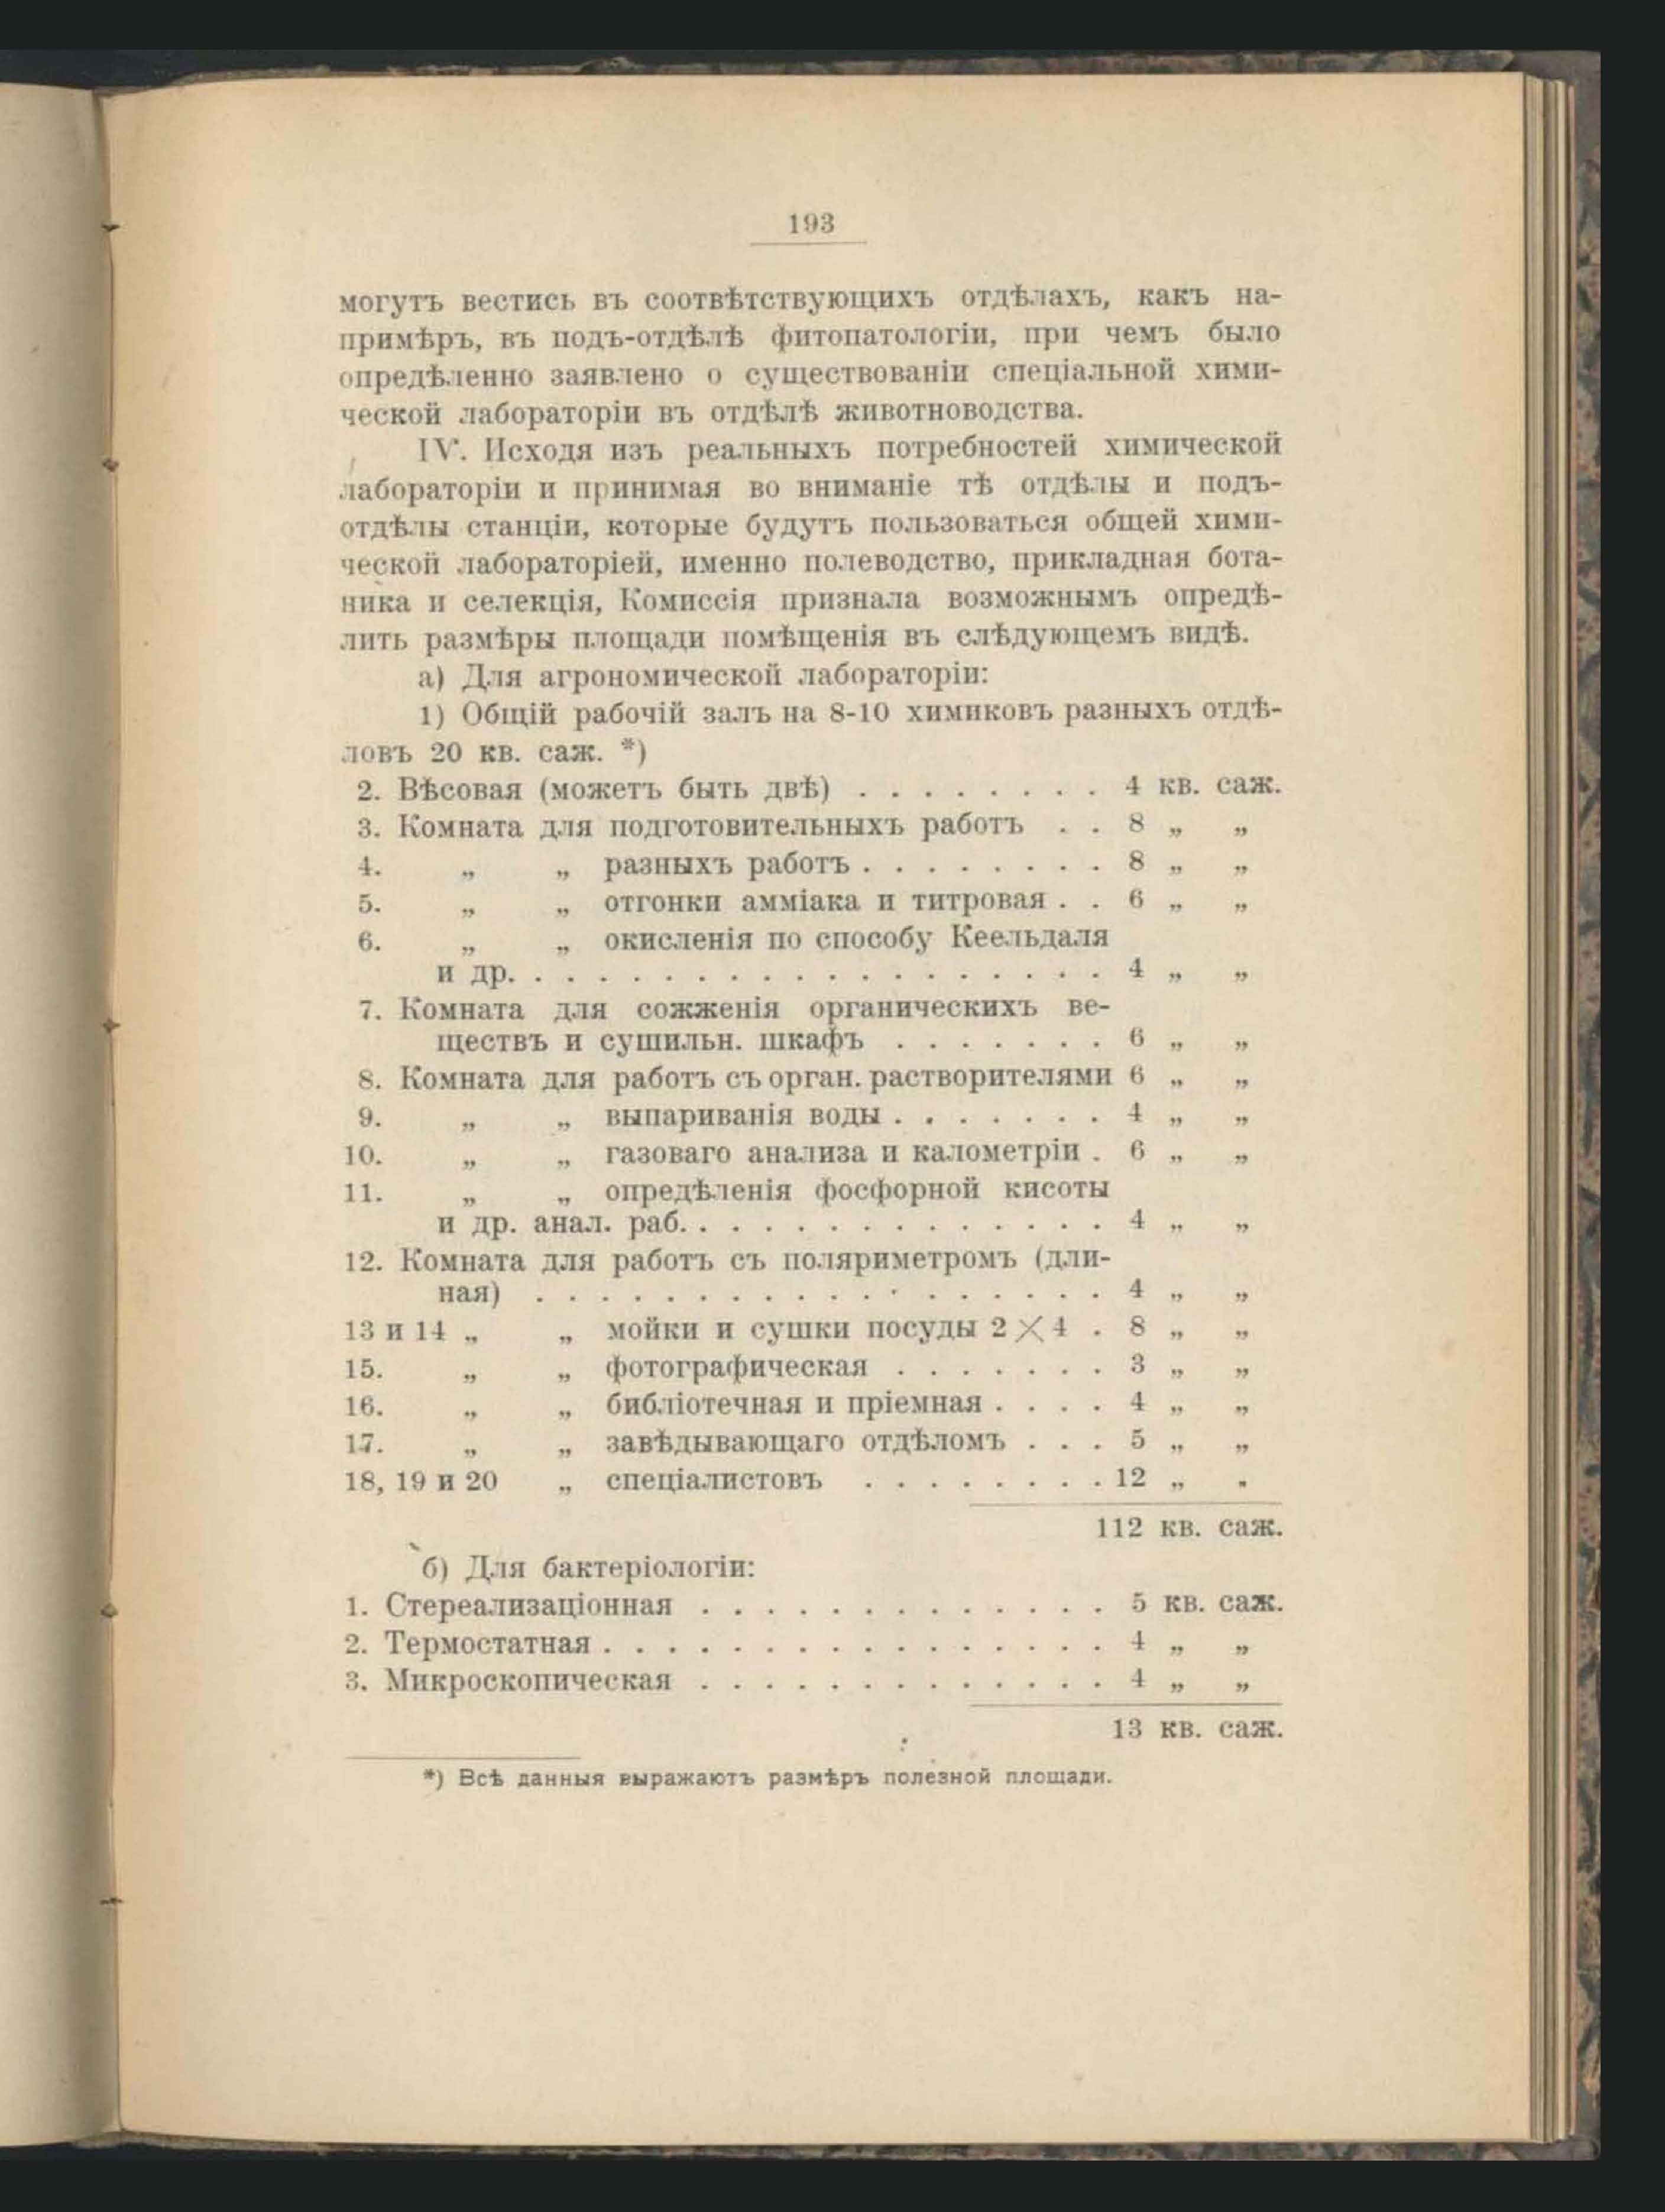 193
могутъ вестись въ соотвѣтствующихъ отдѣлахъ, какъ на-
примѣръ, въ подъ-отдѣлѣ фитопатологіи, при чемъ было
опредѣленно заявлено о существованіи спеціальной хими-
ческой лабораторіи въ отдѣлѣ животноводства.
IV. Исходя изъ реальныхъ потребностей химической
лабораторіи и принимая во вниманіе тѣ отдѣлы и подъ-
отдѣлы станціи, которые будутъ пользоваться общей хими-
ческой лабораторіей, именно полеводство, прикладная бота-
ника и селекція, Комиссія признала возможнымъ опредѣ-
лить размѣры площади помѣщенія въ слѣдующемъ видѣ.
а) Для агрономической лабораторіи:
1) Общій рабочій залъ на 8-10 химиковъ разныхъ отдѣ-
ловъ 20 кв. саж. *)
2. Вѣсовая (можетъ быть двѣ) . . . . . . . . 4 кв. саж.
3. Комната для подготовительныхъ работъ . . 8 „ „
4. „ „ разныхъ работъ . . . . . . . . 8 „ „
5. „ „ отгонки амміака и титровая . . 6 „ „
6. „ „ окисленія по способу Кеельдаля
и др. . . . . . . . . . . . . . . . . . . 4 „ „
7. Комната для сожженія органическихъ ве-
ществъ и сушильн. шкафъ . . . . . . . 6 „ „
8. Комната для работъ съ орган. растворителями 6 „ „
9. „ „ выпариванія воды . . . . . . . 4 „ „
10. „ „ газоваго анализа и калометріи . 6 „ „
11. „ „ опредѣленія фосфорной кисоты
и др. анал. раб. . . . . . . . . . . . . . 4 „ „
12. Комната для работъ съ поляриметромъ (дли-
ная) . . . . . . . . . . . . . . . . . . 4 „ „
13 и 14 „ „ мойки и сушки посуды 2 × 4 . 8 „ „
15. „ „ фотографическая . . . . . . . 3 „ „
16. „ „ библіотечная и пріемная . . . . 4 „ „
17. „ „ завѣдывающаго отдѣломъ . . . 5 „ „
18, 19 и 20 „ спеціалистовъ . . . . . . . . 12 „ „
112 кв. саж.
б) Для бактеріологіи:
1. Стереализаціонная . . . . . . . . . . . . . 5 кв. саж.
2. Термостатная . . . . . . . . . . . . . . . . 4 „ „
3. Микроскопическая . . . . . . . . . . . . . 4 „ „
13 кв. саж.
*) Всѣ данныя выражаютъ размѣръ полезной площади.